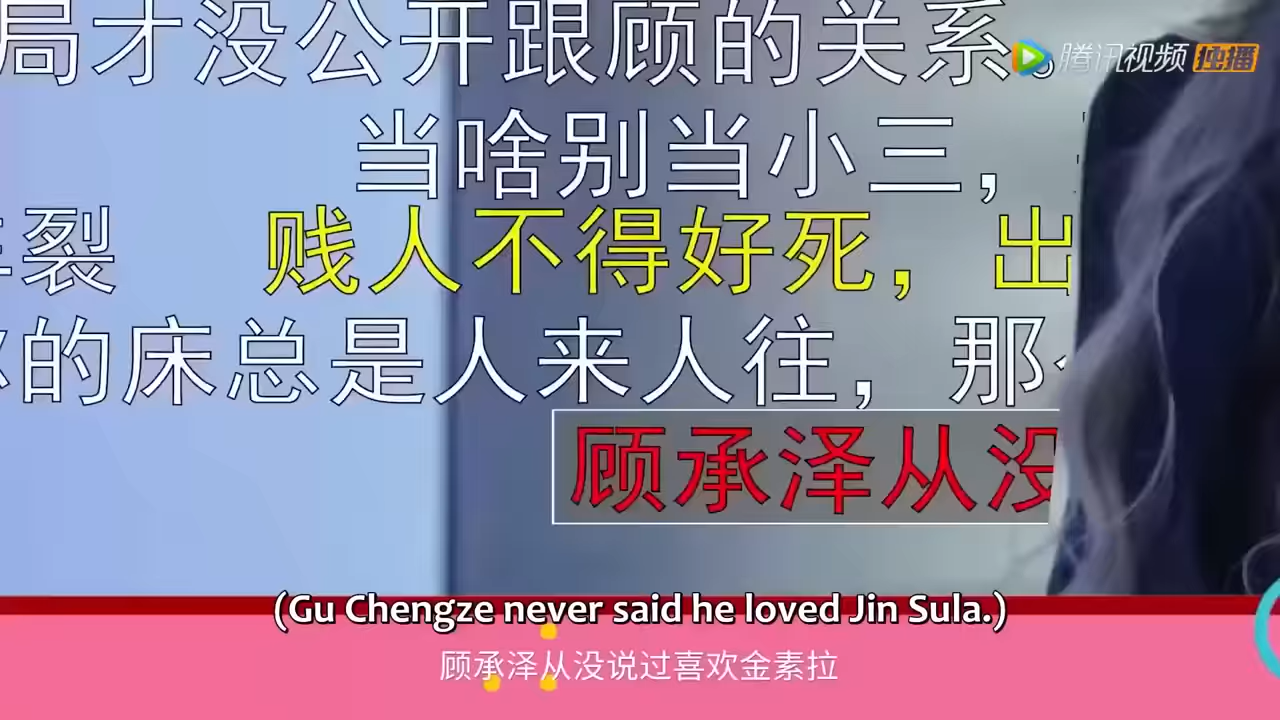 局才没公开跟顾的关系。
腾讯视频 独播
当啥别当小三，
裂 贱人不得好死，出
的床总是人来人往，那
顾承泽从没
(Gu Chengze never said he loved Jin Sula.)
顾承泽从没说过喜欢金素拉